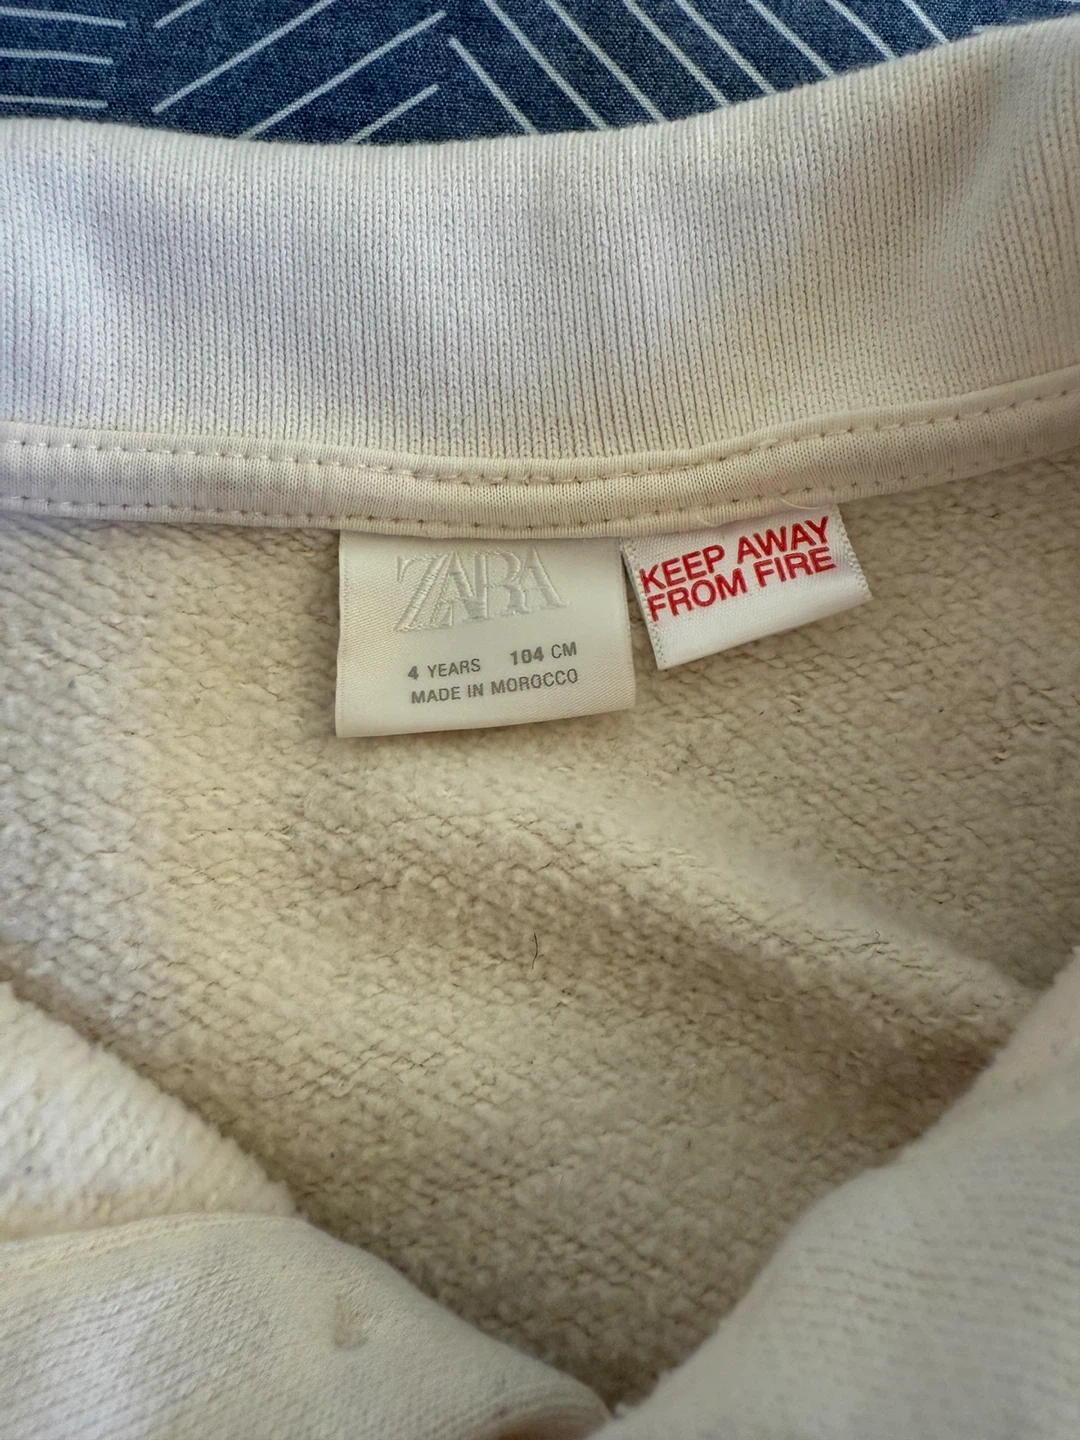 ZARA
4 YEARS 104 CM
MADE IN MOROCCO
KEEP AWAY
FROM FIRE